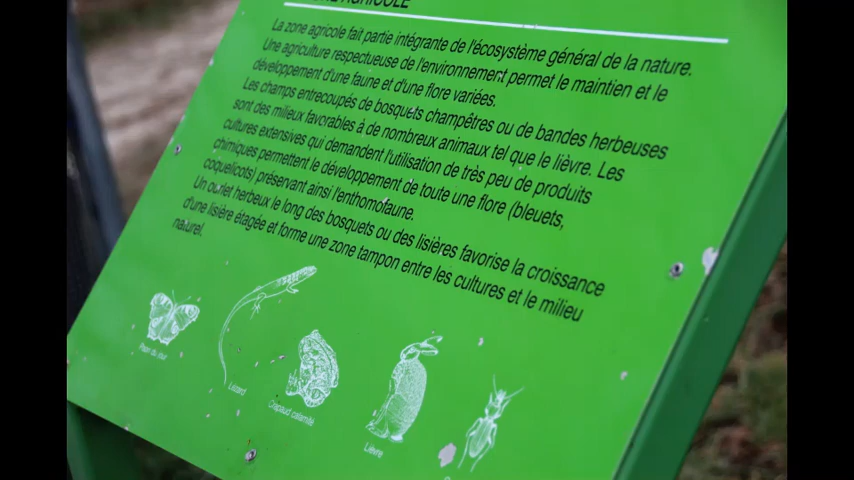 AGRICOLE
La zone agricole fait partie intégrante de l'écosystème général de la nature.
Une agriculture respectueuse de l'environnement permet le maintien et le
développement d'une faune et d'une flore variées.
Les champs entrecoupés de bosquets champêtres ou de bandes herbeuses
sont des milieux favorables à de nombreux animaux tel que le lièvre. Les
cultures extensives qui demandent l'utilisation de très peu de produits
chimiques permettent le développement de toute une flore (bleuets,
coquelicots) préservant ainsi l'enthomofaune.
Un ourlet herbeux le long des bosquets ou des lisières favorise la croissance
d'une lisière étagée et forme une zone tampon entre les cultures et le milieu
naturel.
Paon du jour
Lézard
Crapaud calamite
Lièvre